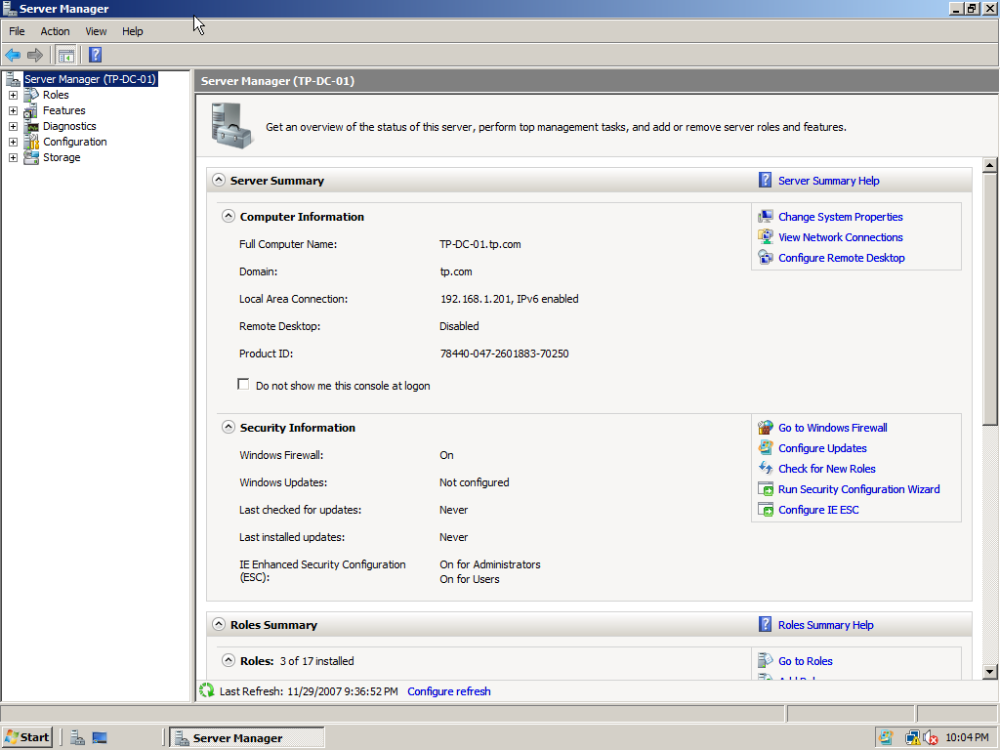 Server Manager
File Action View Help
Server Manager (TP-DC-01)
Roles
Features
Diagnostics
Configuration
Storage
Server Manager (TP-DC-01)
Get an overview of the status of this server, perform top management tasks, and add or remove server roles and features.
Server Summary
Server Summary Help
Computer Information
Full Computer Name: TP-DC-01.tp.com
Domain: tp.com
Local Area Connection: 192.168.1.201, IPv6 enabled
Remote Desktop: Disabled
Product ID: 78440-047-2601883-70250
Do not show me this console at logon
Change System Properties
View Network Connections
Configure Remote Desktop
Security Information
Windows Firewall: On
Windows Updates: Not configured
Last checked for updates: Never
Last installed updates: Never
IE Enhanced Security Configuration On for Administrators
(ESC): On for Users
Go to Windows Firewall
Configure Updates
Check for New Roles
Run Security Configuration Wizard
Configure IE ESC
Roles Summary
Roles Summary Help
Roles: 3 of 17 installed
Go to Roles
Last Refresh: 11/29/2007 9:36:52 PM Configure refresh
Start
Server Manager
10:04 PM